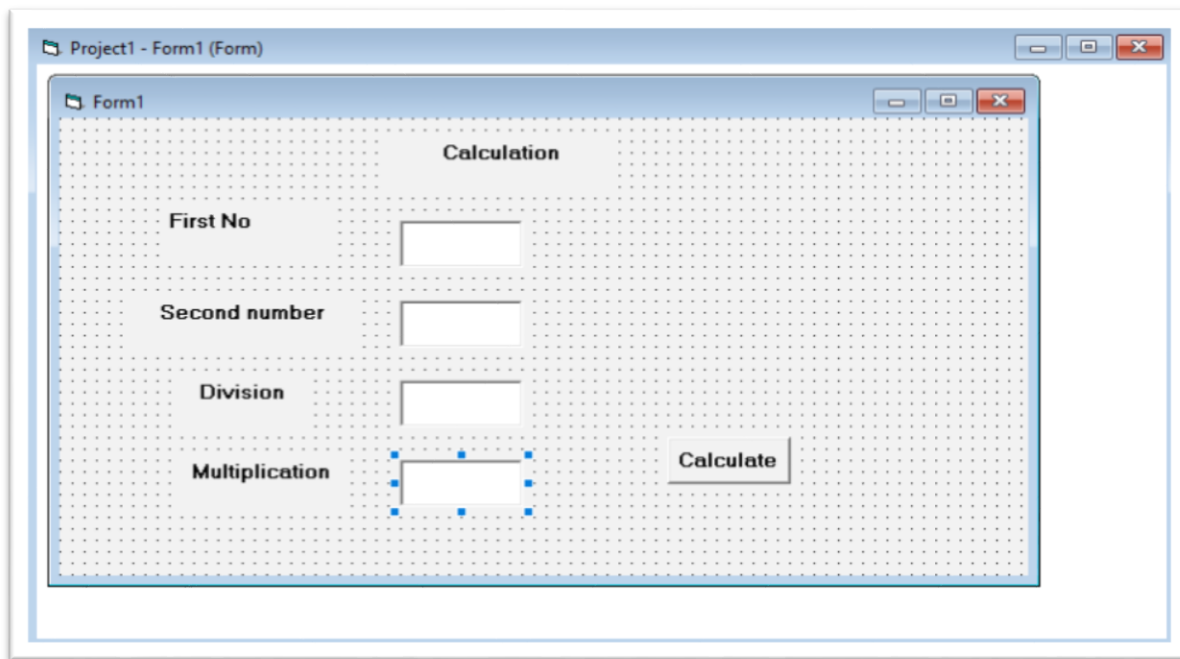 Project1 - Form1 (Form)
Form1
Calculation
First No
Second number
Division
Multiplication
Calculate